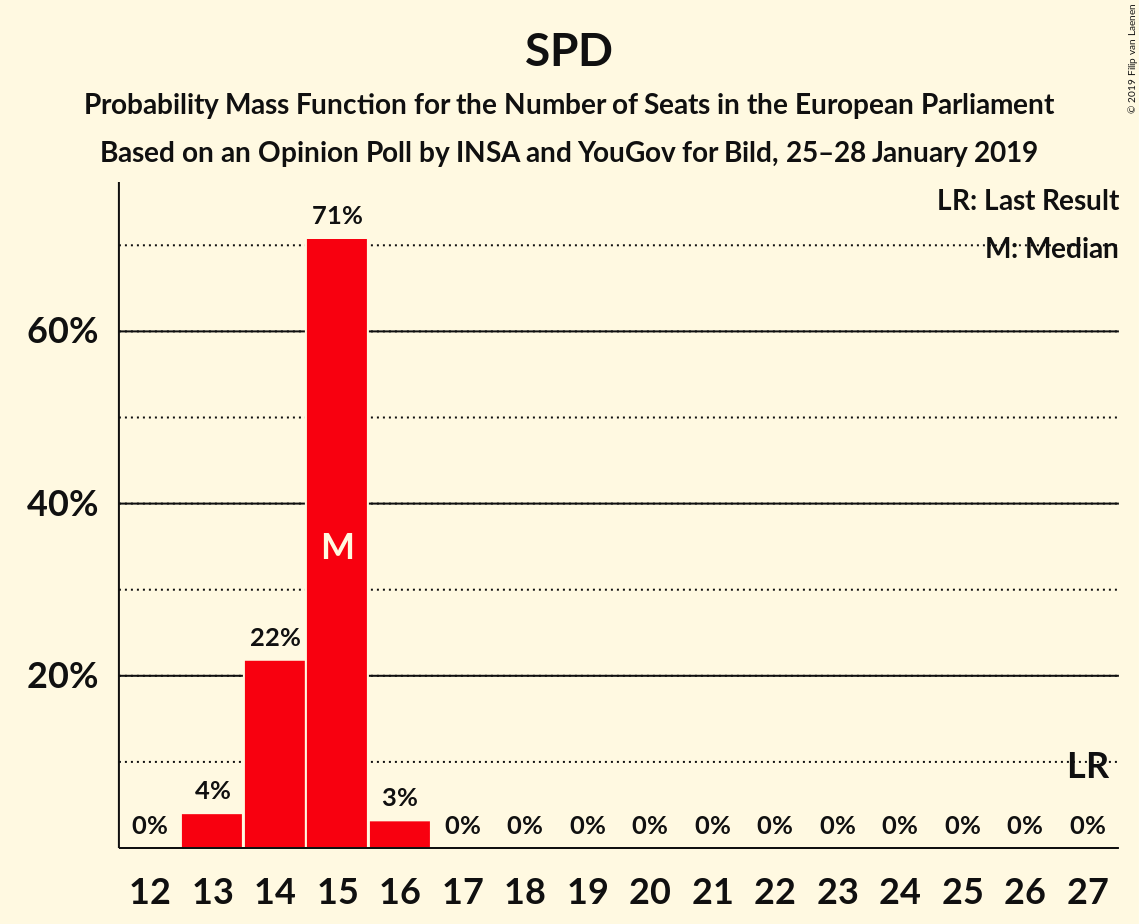 SPD
Probability Mass Function for the Number of Seats in the European Parliament
Based on an Opinion Poll by INSA and YouGov for Bild, 25–28 January 2019
© 2019 Filip van Laenen
LR: Last Result
M: Median
71%
60%
40%
M
22%
20%
LR
4%
3%
0% 0% 0% 0% 0% 0% 0% 0% 0% 0% 0% 0%
12 13 14 15 16 17 18 19 20 21 22 23 24 25 26 27